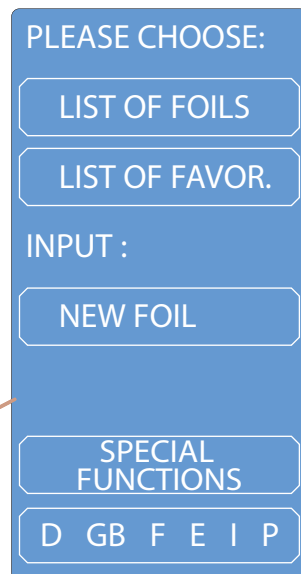 PLEASE CHOOSE:
LIST OF FOILS
LIST OF FAVOR.
INPUT :
NEW FOIL
SPECIAL
FUNCTIONS
D GB F E I P